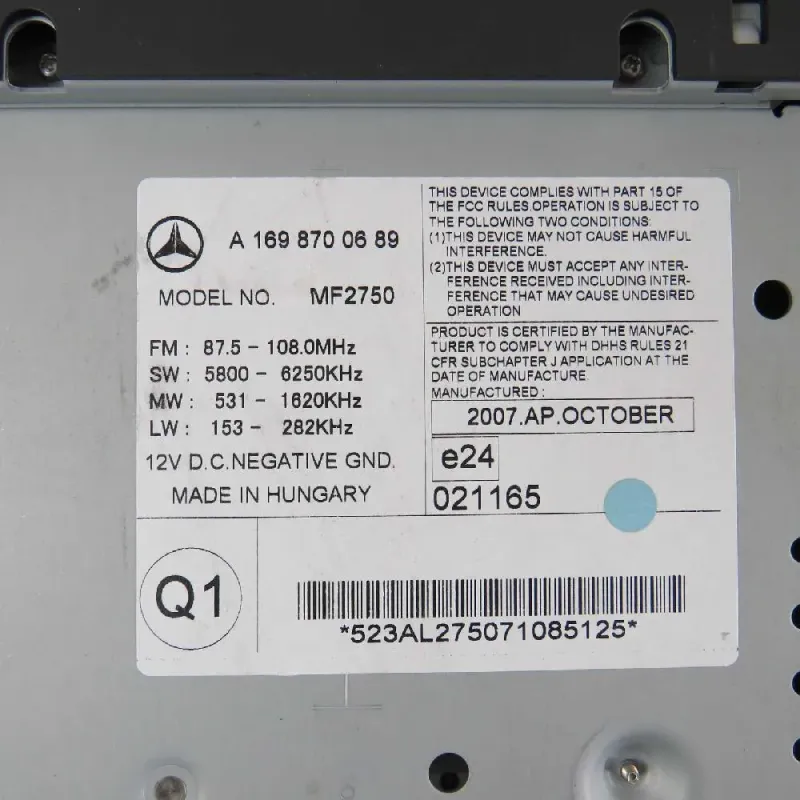 A 169 870 06 89
MODEL NO. MF2750
FM : 87.5 - 108.0MHz
SW : 5800 - 6250KHz
MW : 531 - 1620KHz
LW : 153 - 282KHz
12V D.C.NEGATIVE GND.
MADE IN HUNGARY
THIS DEVICE COMPLIES WITH PART 15 OF
THE FCC RULES.OPERATION IS SUBJECT TO
THE FOLLOWING TWO CONDITIONS:
(1)THIS DEVICE MAY NOT CAUSE HARMFUL
INTERFERENCE.
(2)THIS DEVICE MUST ACCEPT ANY INTER-
FERENCE RECEIVED INCLUDING INTER-
FERENCE THAT MAY CAUSE UNDESIRED
OPERATION
PRODUCT IS CERTIFIED BY THE MANUFAC-
TURER TO COMPLY WITH DHHS RULES 21
CFR SUBCHAPTER J APPLICATION AT THE
DATE OF MANUFACTURE.
MANUFACTURED :
2007.AP.OCTOBER
e24
021165
Q1
*523AL275071085125*